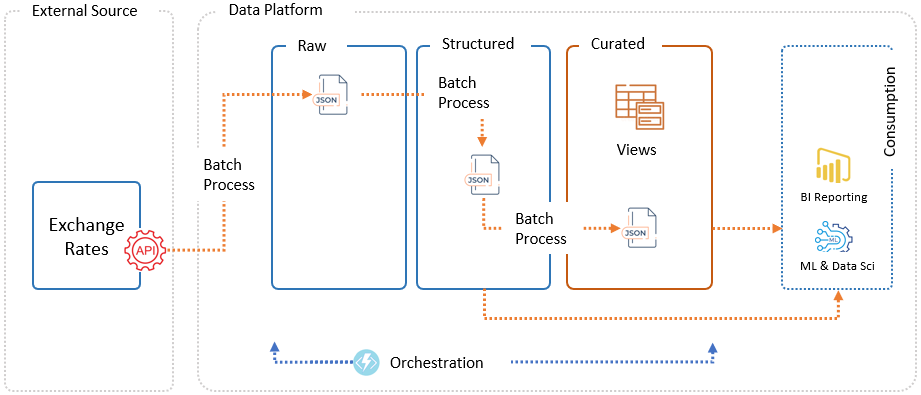 External Source
Data Platform
Raw
Structured
Curated
Consumption
JSON
Batch
Process
Views
Batch
Process
JSON
BI Reporting
Exchange
Rates
API
Batch
Process
JSON
ML
ML & Data Sci
Orchestration